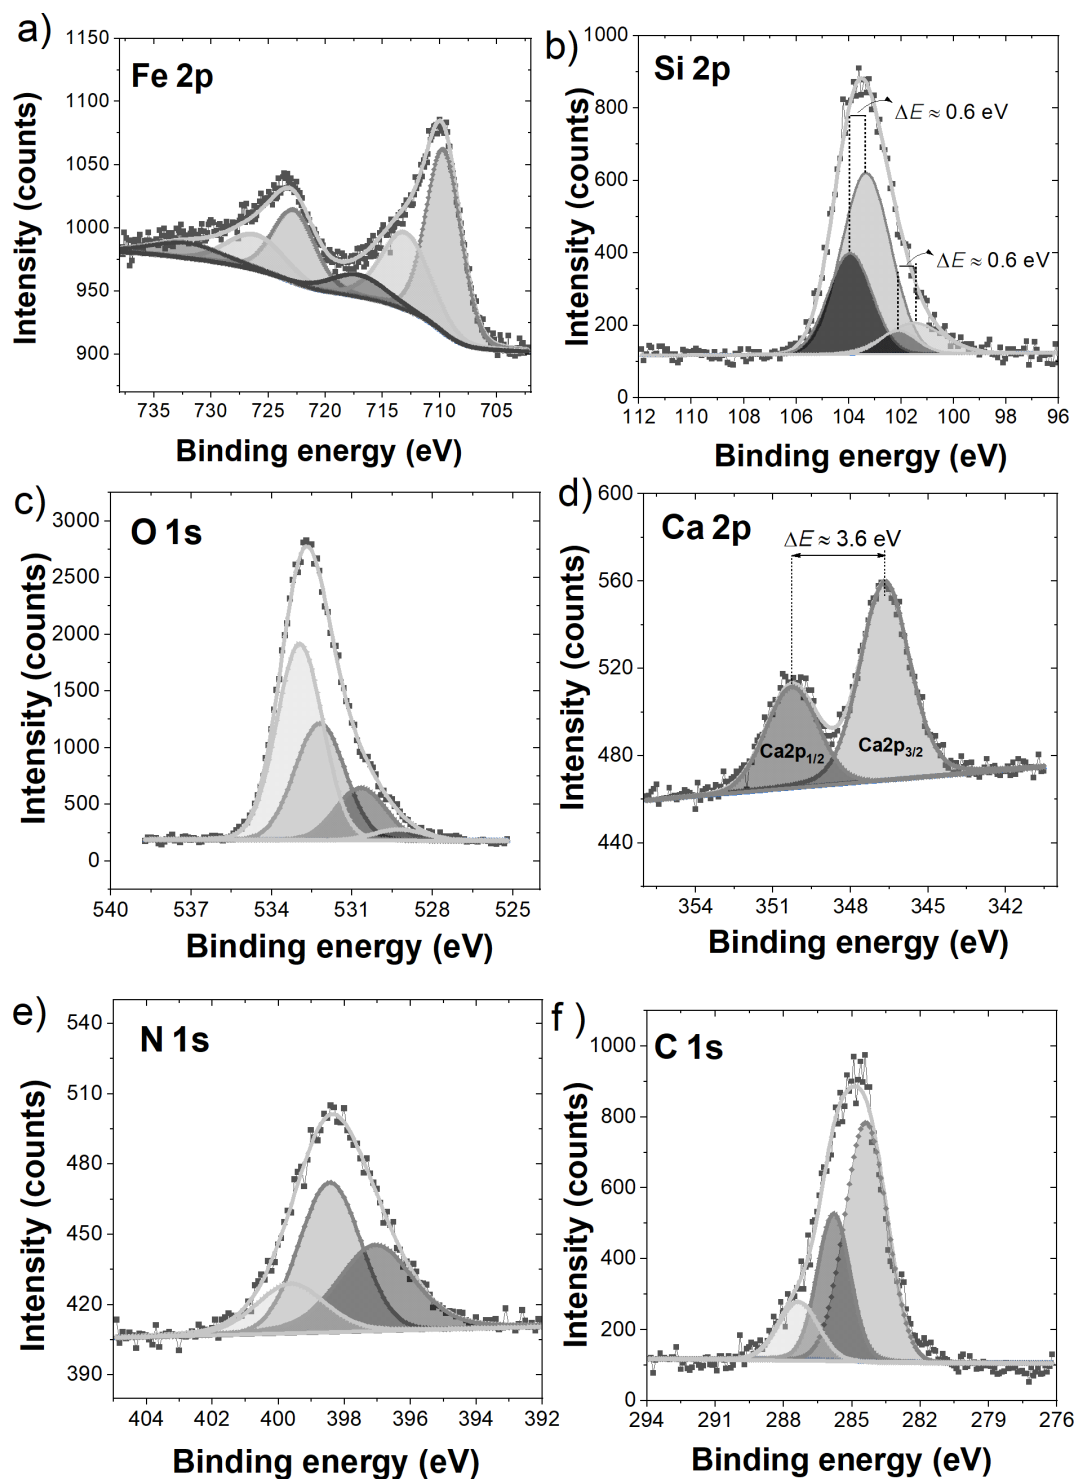 a)
Fe 2p
Intensity (counts)
1150
1100
1050
1000
950
900
735 730 725 720 715 710 705
Binding energy (eV)
b)
Si 2p
Intensity (counts)
1000
800
600
400
200
0
ΔE ≈ 0.6 eV
ΔE ≈ 0.6 eV
112 110 108 106 104 102 100 98 96
Binding energy (eV)
c)
O 1s
Intensity (counts)
3000
2500
2000
1500
1000
500
0
540 537 534 531 528 525
Binding energy (eV)
d)
Ca 2p
Intensity (counts)
600
560
520
480
440
ΔE ≈ 3.6 eV
Ca2p1/2
Ca2p3/2
354 351 348 345 342
Binding energy (eV)
e)
N 1s
Intensity (counts)
540
510
480
450
420
390
404 402 400 398 396 394 392
Binding energy (eV)
f)
C 1s
Intensity (counts)
1000
800
600
400
200
0
294 291 288 285 282 279 276
Binding energy (eV)